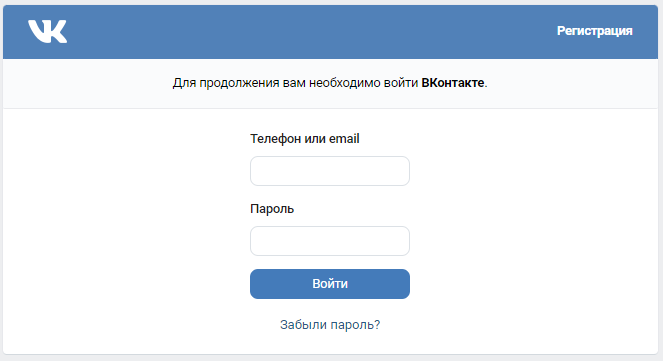 VK
Регистрация
Для продолжения вам необходимо войти ВКонтакте.
Телефон или email
Пароль
Войти
Забыли пароль?